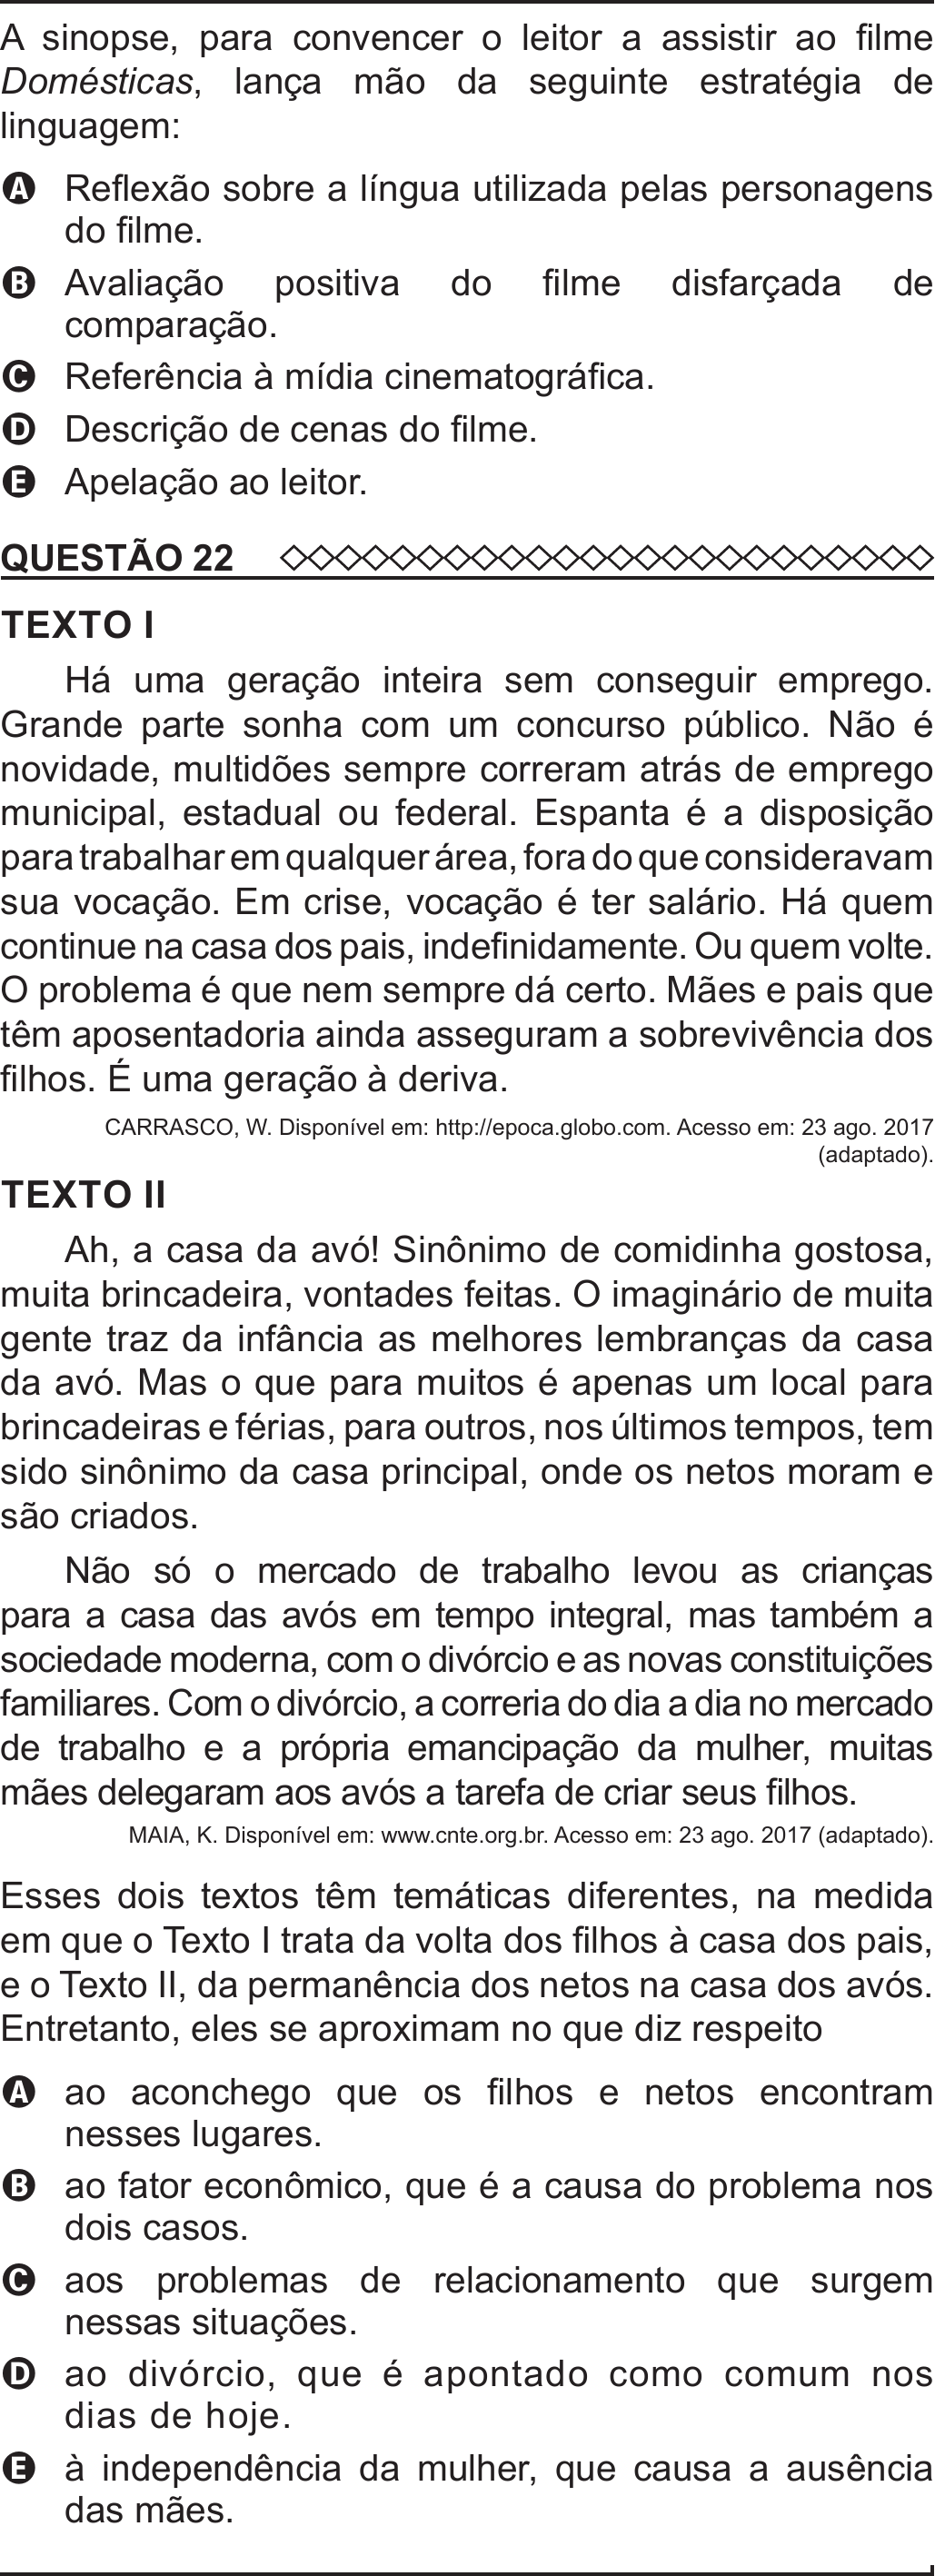 A sinopse, para convencer o leitor a assistir ao filme
Domésticas, lança mão da seguinte estratégia de
linguagem:
A Reflexão sobre a língua utilizada pelas personagens
do filme.
B Avaliação positiva do filme disfarçada de
comparação.
C Referência à mídia cinematográfica.
D Descrição de cenas do filme.
E Apelação ao leitor.
QUESTÃO 22
TEXTO I
Há uma geração inteira sem conseguir emprego.
Grande parte sonha com um concurso público. Não é
novidade, multidões sempre correram atrás de emprego
municipal, estadual ou federal. Espanta é a disposição
para trabalhar em qualquer área, fora do que consideravam
sua vocação. Em crise, vocação é ter salário. Há quem
continue na casa dos pais, indefinidamente. Ou quem volte.
O problema é que nem sempre dá certo. Mães e pais que
têm aposentadoria ainda asseguram a sobrevivência dos
filhos. É uma geração à deriva.
CARRASCO, W. Disponível em: http://epoca.globo.com. Acesso em: 23 ago. 2017
(adaptado).
TEXTO II
Ah, a casa da avó! Sinônimo de comidinha gostosa,
muita brincadeira, vontades feitas. O imaginário de muita
gente traz da infância as melhores lembranças da casa
da avó. Mas o que para muitos é apenas um local para
brincadeiras e férias, para outros, nos últimos tempos, tem
sido sinônimo da casa principal, onde os netos moram e
são criados.
Não só o mercado de trabalho levou as crianças
para a casa das avós em tempo integral, mas também a
sociedade moderna, com o divórcio e as novas constituições
familiares. Com o divórcio, a correria do dia a dia no mercado
de trabalho e a própria emancipação da mulher, muitas
mães delegaram aos avós a tarefa de criar seus filhos.
MAIA, K. Disponível em: www.cnte.org.br. Acesso em: 23 ago. 2017 (adaptado).
Esses dois textos têm temáticas diferentes, na medida
em que o Texto I trata da volta dos filhos à casa dos pais,
e o Texto II, da permanência dos netos na casa dos avós.
Entretanto, eles se aproximam no que diz respeito
A ao aconchego que os filhos e netos encontram
nesses lugares.
B ao fator econômico, que é a causa do problema nos
dois casos.
C aos problemas de relacionamento que surgem
nessas situações.
D ao divórcio, que é apontado como comum nos
dias de hoje.
E à independência da mulher, que causa a ausência
das mães.